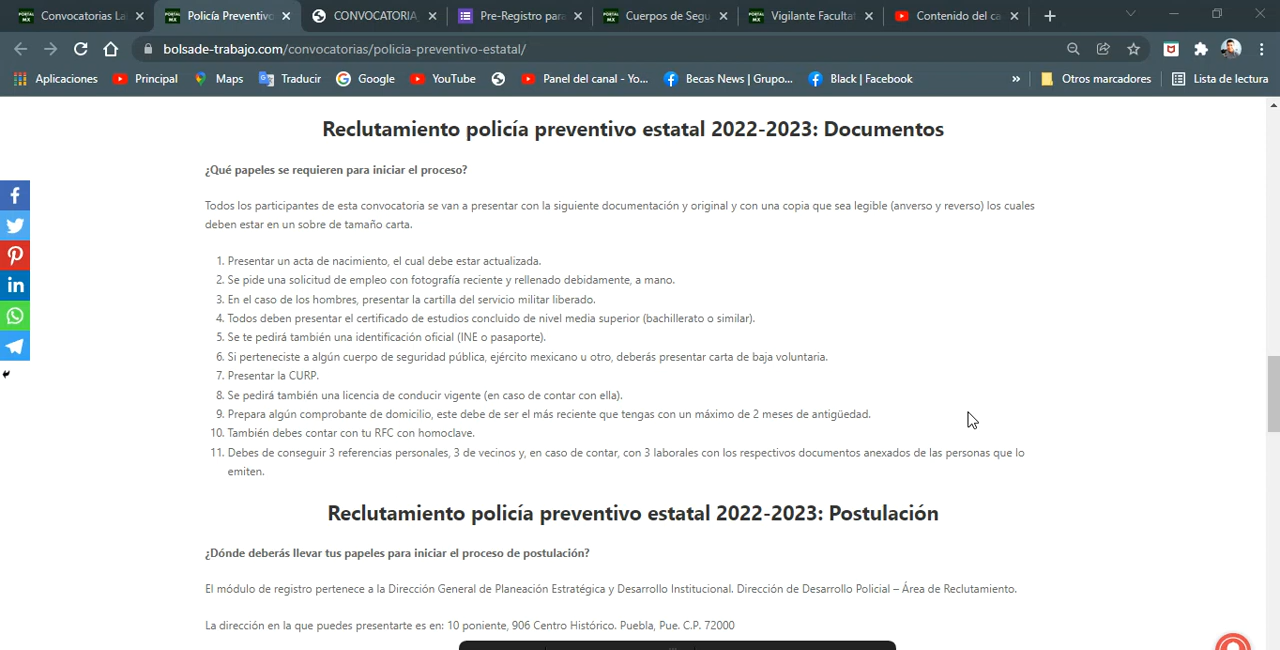 Convocatorias La
Policía Preventivo
CONVOCATORIA
Pre-Registro para
Cuerpos de Segu
Vigilante Facultat
Contenido del ca
bolsade-trabajo.com/convocatorias/policia-preventivo-estatal/
Aplicaciones
Principal
Maps
Traducir
Google
YouTube
Panel del canal - Yo...
Becas News | Grupo...
Black | Facebook
»
Otros marcadores
Lista de lectura
Reclutamiento policía preventivo estatal 2022-2023: Documentos
¿Qué papeles se requieren para iniciar el proceso?
Todos los participantes de esta convocatoria se van a presentar con la siguiente documentación y original y con una copia que sea legible (anverso y reverso) los cuales
deben estar en un sobre de tamaño carta.
1. Presentar un acta de nacimiento, el cual debe estar actualizada.
2. Se pide una solicitud de empleo con fotografía reciente y rellenado debidamente, a mano.
3. En el caso de los hombres, presentar la cartilla del servicio militar liberado.
4. Todos deben presentar el certificado de estudios concluido de nivel media superior (bachillerato o similar).
5. Se te pedirá también una identificación oficial (INE o pasaporte).
6. Si perteneciste a algún cuerpo de seguridad pública, ejército mexicano u otro, deberás presentar carta de baja voluntaria.
7. Presentar la CURP.
8. Se pedirá también una licencia de conducir vigente (en caso de contar con ella).
9. Prepara algún comprobante de domicilio, este debe de ser el más reciente que tengas con un máximo de 2 meses de antigüedad.
10. También debes contar con tu RFC con homoclave.
11. Debes de conseguir 3 referencias personales, 3 de vecinos y, en caso de contar, con 3 laborales con los respectivos documentos anexados de las personas que lo
emiten.
Reclutamiento policía preventivo estatal 2022-2023: Postulación
¿Dónde deberás llevar tus papeles para iniciar el proceso de postulación?
El módulo de registro pertenece a la Dirección General de Planeación Estratégica y Desarrollo Institucional. Dirección de Desarrollo Policial – Área de Reclutamiento.
La dirección en la que puedes presentarte es en: 10 poniente, 906 Centro Histórico. Puebla, Pue. C.P. 72000